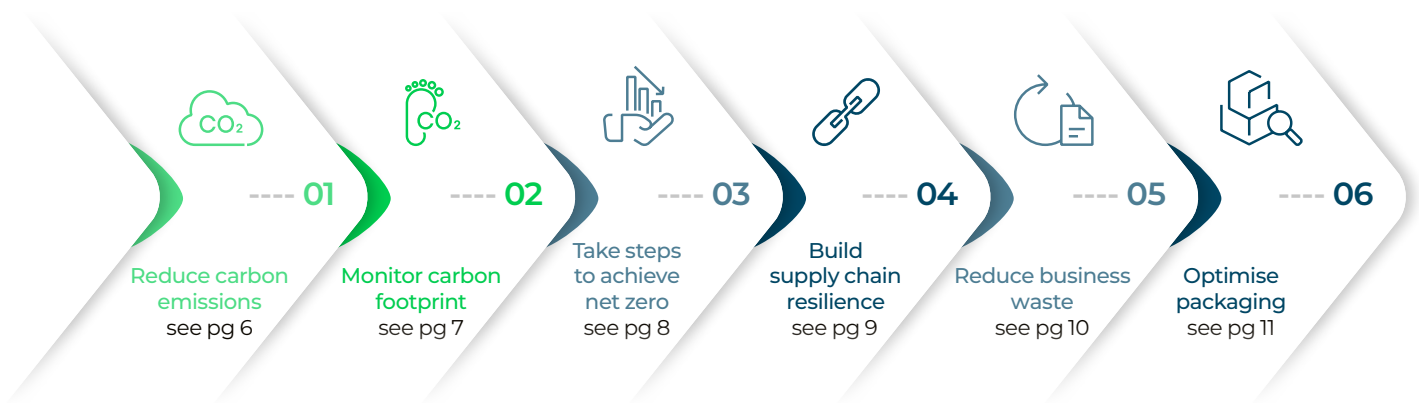 CO₂
01
Reduce carbon
emissions
see pg 6
CO₂
02
Monitor carbon
footprint
see pg 7
03
Take steps
to achieve
net zero
see pg 8
04
Build
supply chain
resilience
see pg 9
05
Reduce business
waste
see pg 10
06
Optimise
packaging
see pg 11